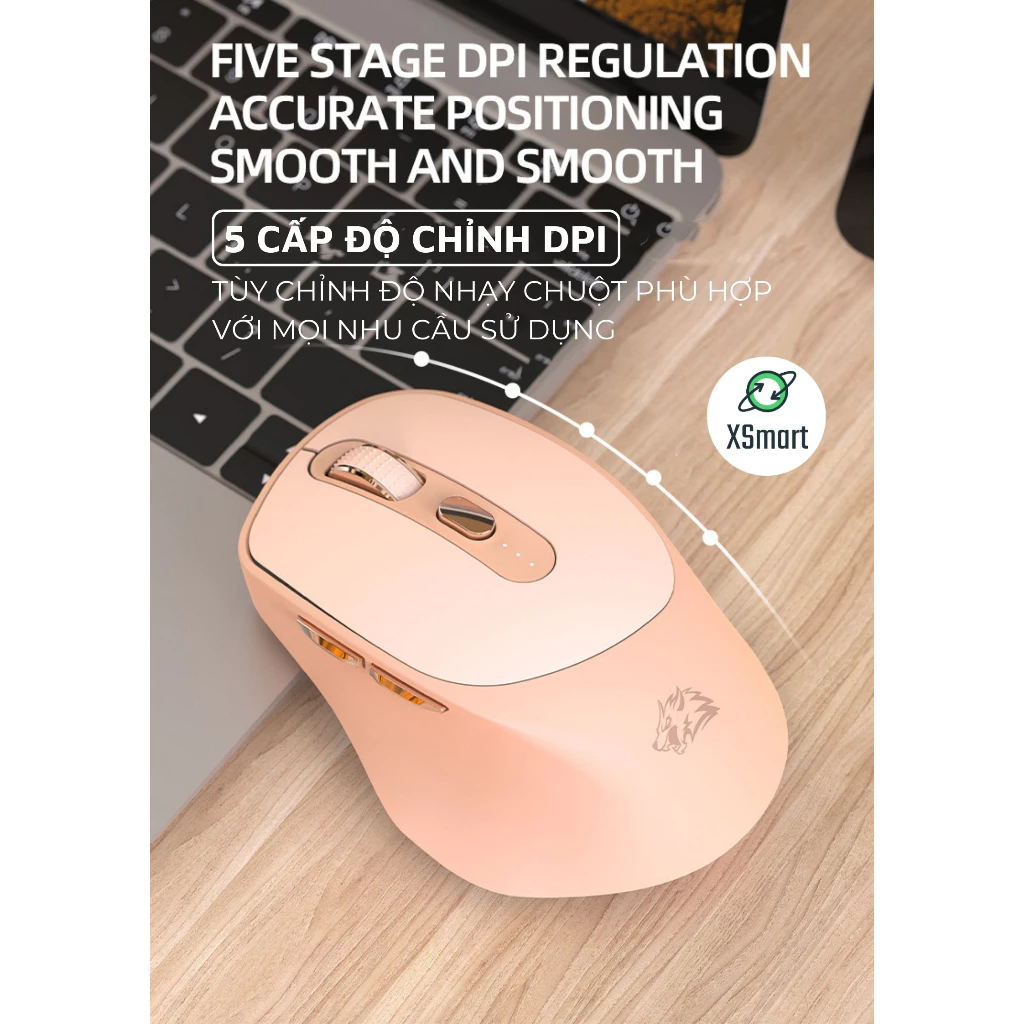 FIVE STAGE DPI REGULATION
ACCURATE POSITIONING
SMOOTH AND SMOOTH
5 CẤP ĐỘ CHỈNH DPI
TÙY CHỈNH ĐỘ NHẠY CHUỘT PHÙ HỢP
VỚI MỌI NHU CẦU SỬ DỤNG
XSmart